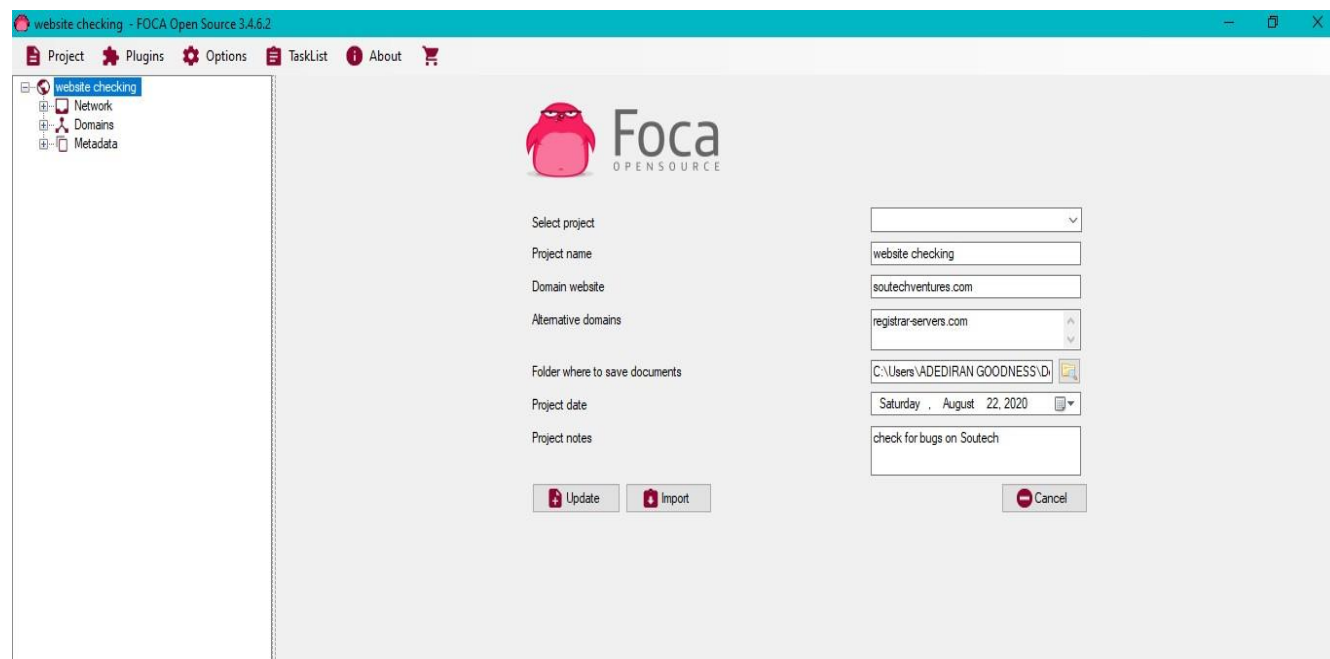 website checking - FOCA Open Source 3.4.6.2
Project Plugins Options TaskList About
website checking
Network
Domains
Metadata
Foca
OPENSOURCE
Select project
Project name website checking
Domain website soutechventures.com
Alternative domains registrar-servers.com
Folder where to save documents C:\Users\ADEDIRAN GOODNESS\D
Project date Saturday , August 22, 2020
Project notes check for bugs on Soutech
Update Import Cancel